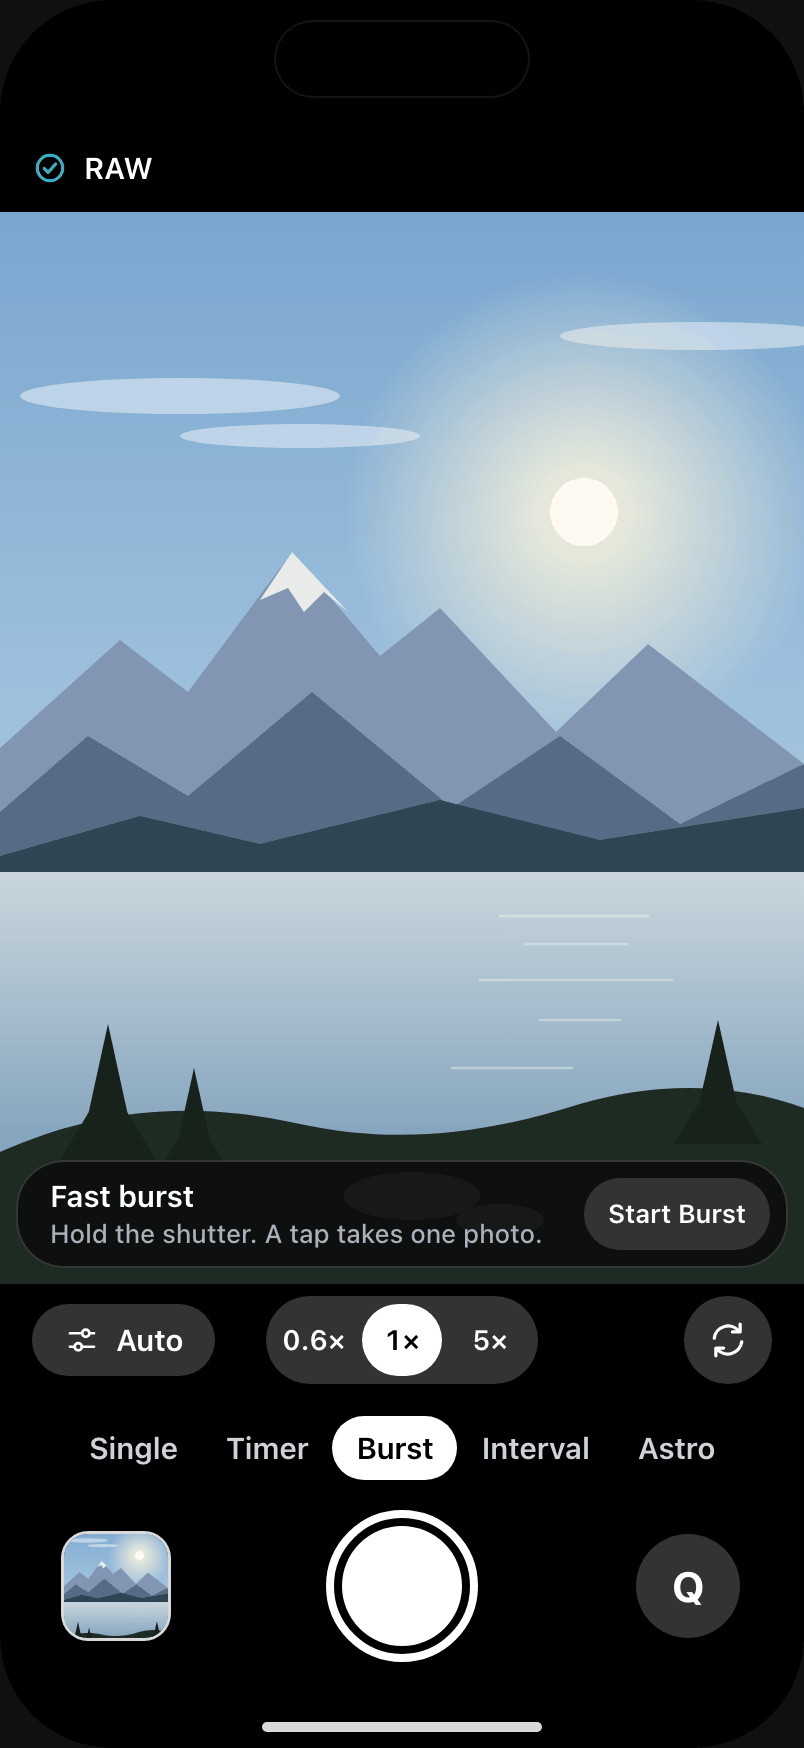 RAW
Fast burst
Hold the shutter. A tap takes one photo.
Start Burst
Auto
0.6× 1× 5×
Single Timer Burst Interval Astro
Q